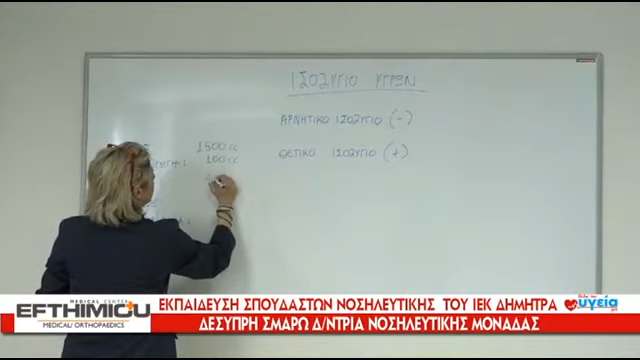 ΙΣΟΖΥΓΙΟ ΥΓΡΩΝ
ΑΡΝΗΤΙΚΟ ΙΣΟΖΥΓΙΟ (-)
ΘΕΤΙΚΟ ΙΣΟΖΥΓΙΟ (+)
1500 cc
100 cc
MEDICAL CENTER
EFTHIMIOU
MEDICAL/ORTHOPAEDICS
ΕΚΠΑΙΔΕΥΣΗ ΣΠΟΥΔΑΣΤΩΝ ΝΟΣΗΛΕΥΤΙΚΗΣ ΤΟΥ ΙΕΚ ΔΗΜΗΤΡΑ
ΔΕΣΥΠΡΗ ΣΜΑΡΩ Δ/ΝΤΡΙΑ ΝΟΣΗΛΕΥΤΙΚΗΣ ΜΟΝΑΔΑΣ
υγεία